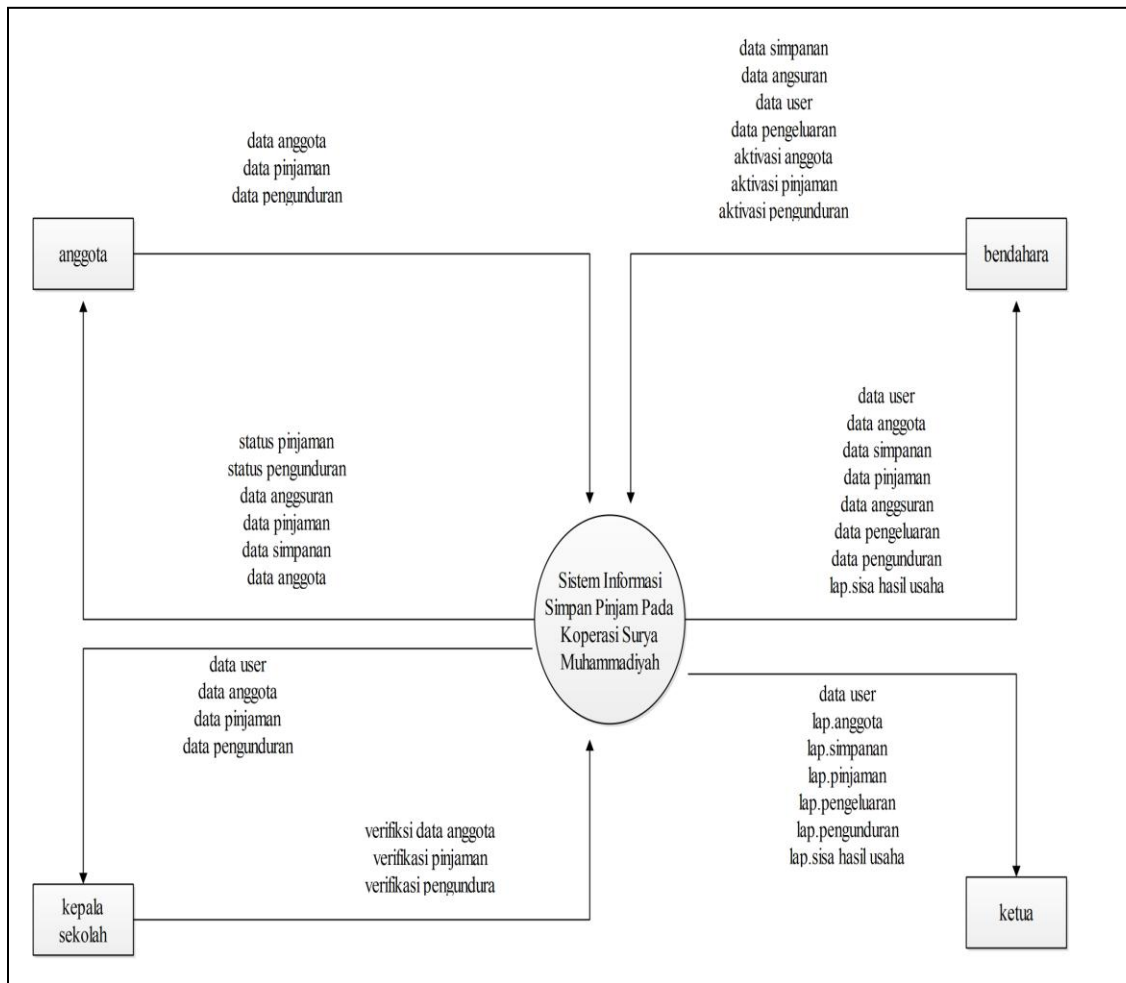 data simpanan
data angsuran
data user
data pengeluaran
aktivasi anggota
aktivasi pinjaman
aktivasi pengunduran
data anggota
data pinjaman
data pengunduran
anggota
bendahara
status pinjaman
status pengunduran
data anggsuran
data pinjaman
data simpanan
data anggota
data user
data anggota
data simpanan
data pinjaman
data anggsuran
data pengeluaran
data pengunduran
lap.sisa hasil usaha
Sistem Informasi
Simpan Pinjam Pada
Koperasi Surya
Muhammadiyah
data user
data anggota
data pinjaman
data pengunduran
data user
lap.anggota
lap.simpanan
lap.pinjaman
lap.pengeluaran
lap.pengunduran
lap.sisa hasil usaha
verifiksi data anggota
verifikasi pinjaman
verifikasi pengundura
kepala
sekolah
ketua